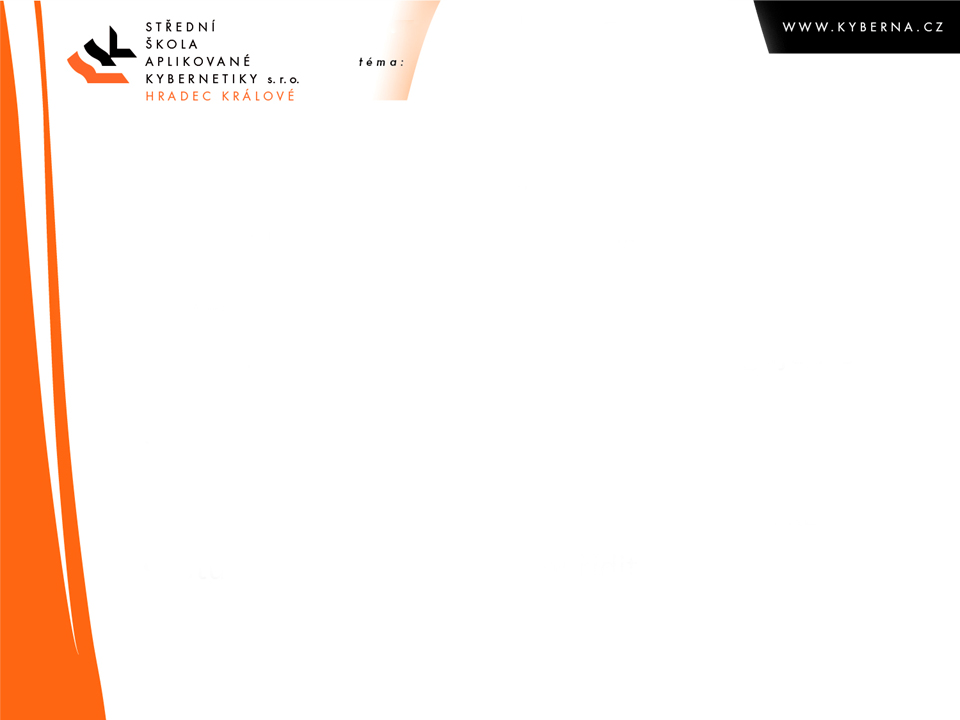 STŘEDNÍ
ŠKOLA
APLIKOVANÉ
KYBERNETIKY s. r. o.
HRADEC KRÁLOVÉ
téma:
WWW.KYBERNA.CZ